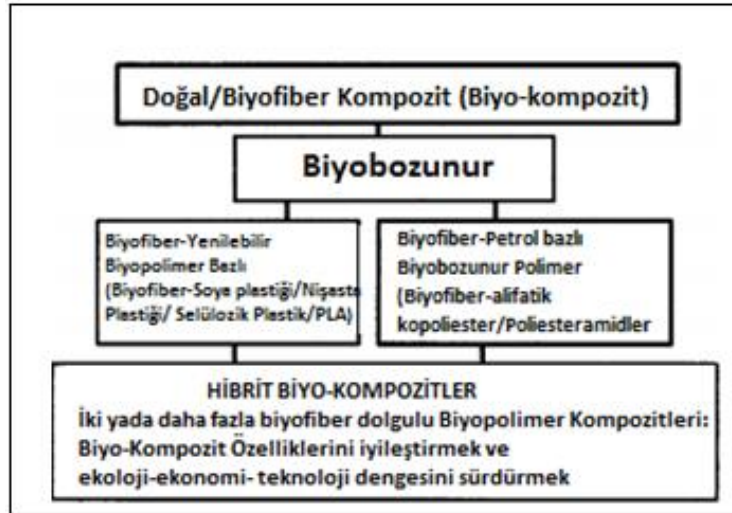 Doğal/Biyofiber Kompozit (Biyo-kompozit)
Biyobozunur
Biyofiber-Yenilebilir
Biyopolimer Bazlı
(Biyofiber-Soya plastiği/Nişasta
Plastiği/ Selülozik Plastik/PLA)
Biyofiber-Petrol bazlı
Biyobozunur Polimer
(Biyofiber-alifatik
kopoliester/Poliesteramidler
HİBRİT BİYO-KOMPOZİTLER
İki yada daha fazla biyofiber dolgulu Biyopolimer Kompozitleri:
Biyo-Kompozit Özelliklerini iyileştirmek ve
ekoloji-ekonomi- teknoloji dengesini sürdürmek